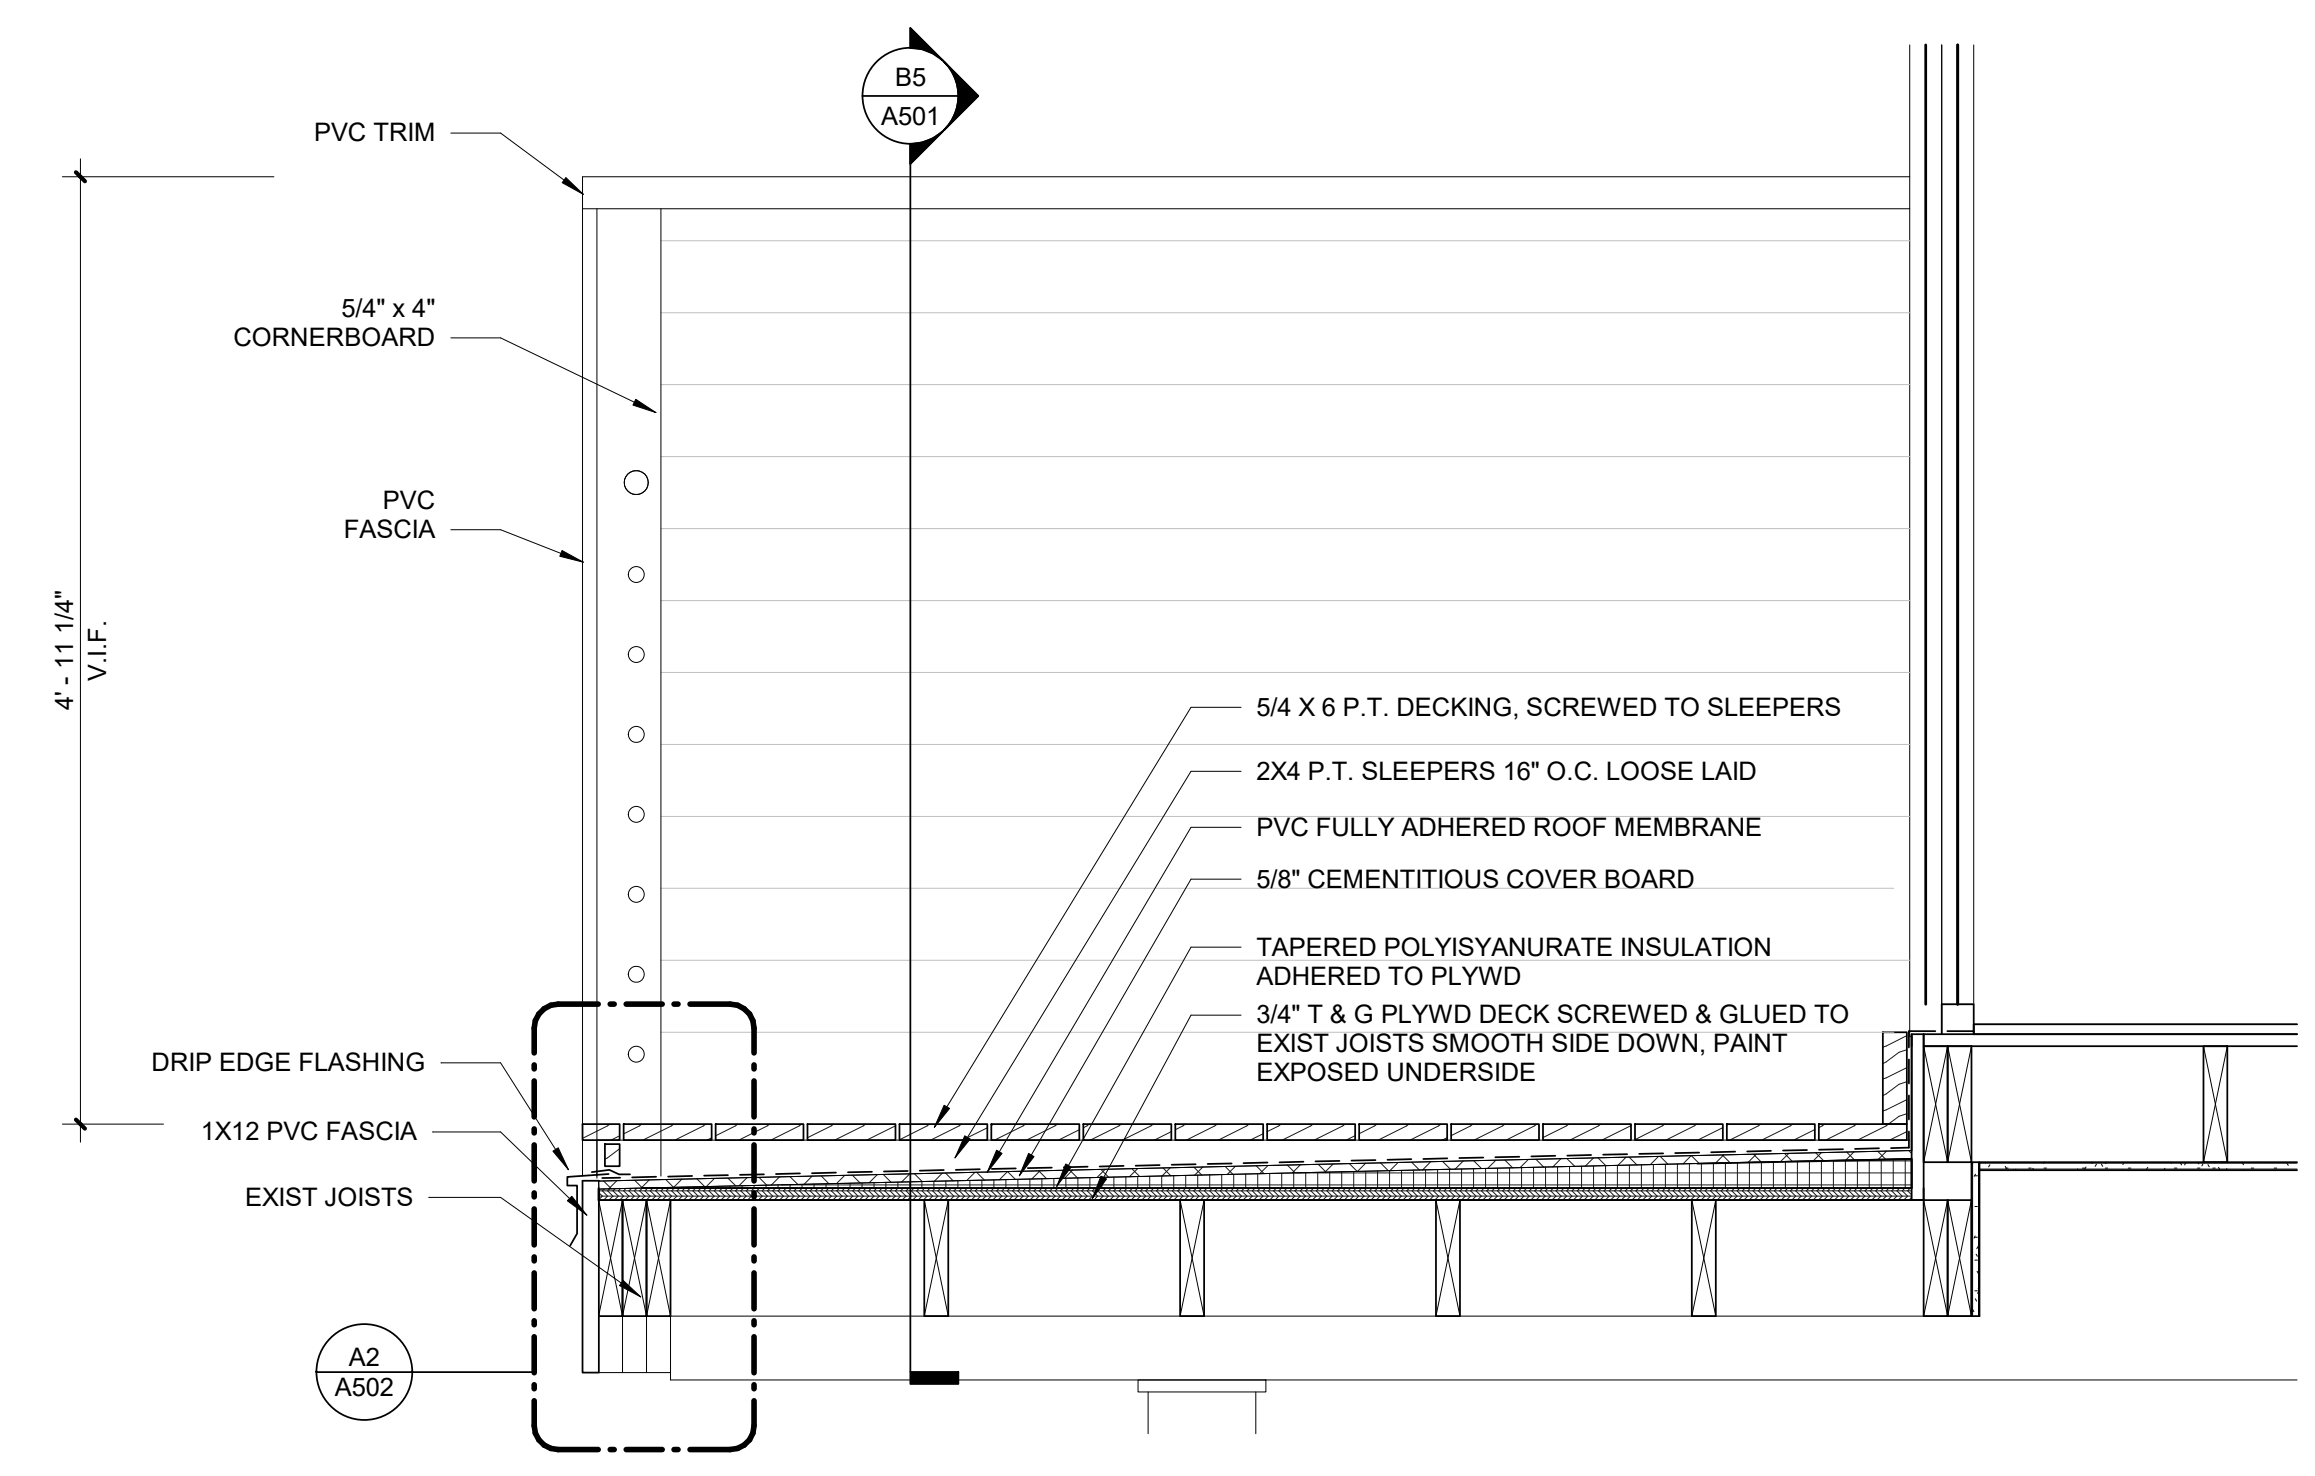 B5
A501
PVC TRIM
5/4" x 4"
CORNERBOARD
PVC
FASCIA
4' - 11 1/4"
V.I.F.
5/4 X 6 P.T. DECKING, SCREWED TO SLEEPERS
2X4 P.T. SLEEPERS 16" O.C. LOOSE LAID
PVC FULLY ADHERED ROOF MEMBRANE
5/8" CEMENTITIOUS COVER BOARD
TAPERED POLYISYANURATE INSULATION
ADHERED TO PLYWD
3/4" T & G PLYWD DECK SCREWED & GLUED TO
EXIST JOISTS SMOOTH SIDE DOWN, PAINT
EXPOSED UNDERSIDE
DRIP EDGE FLASHING
1X12 PVC FASCIA
EXIST JOISTS
A2
A502